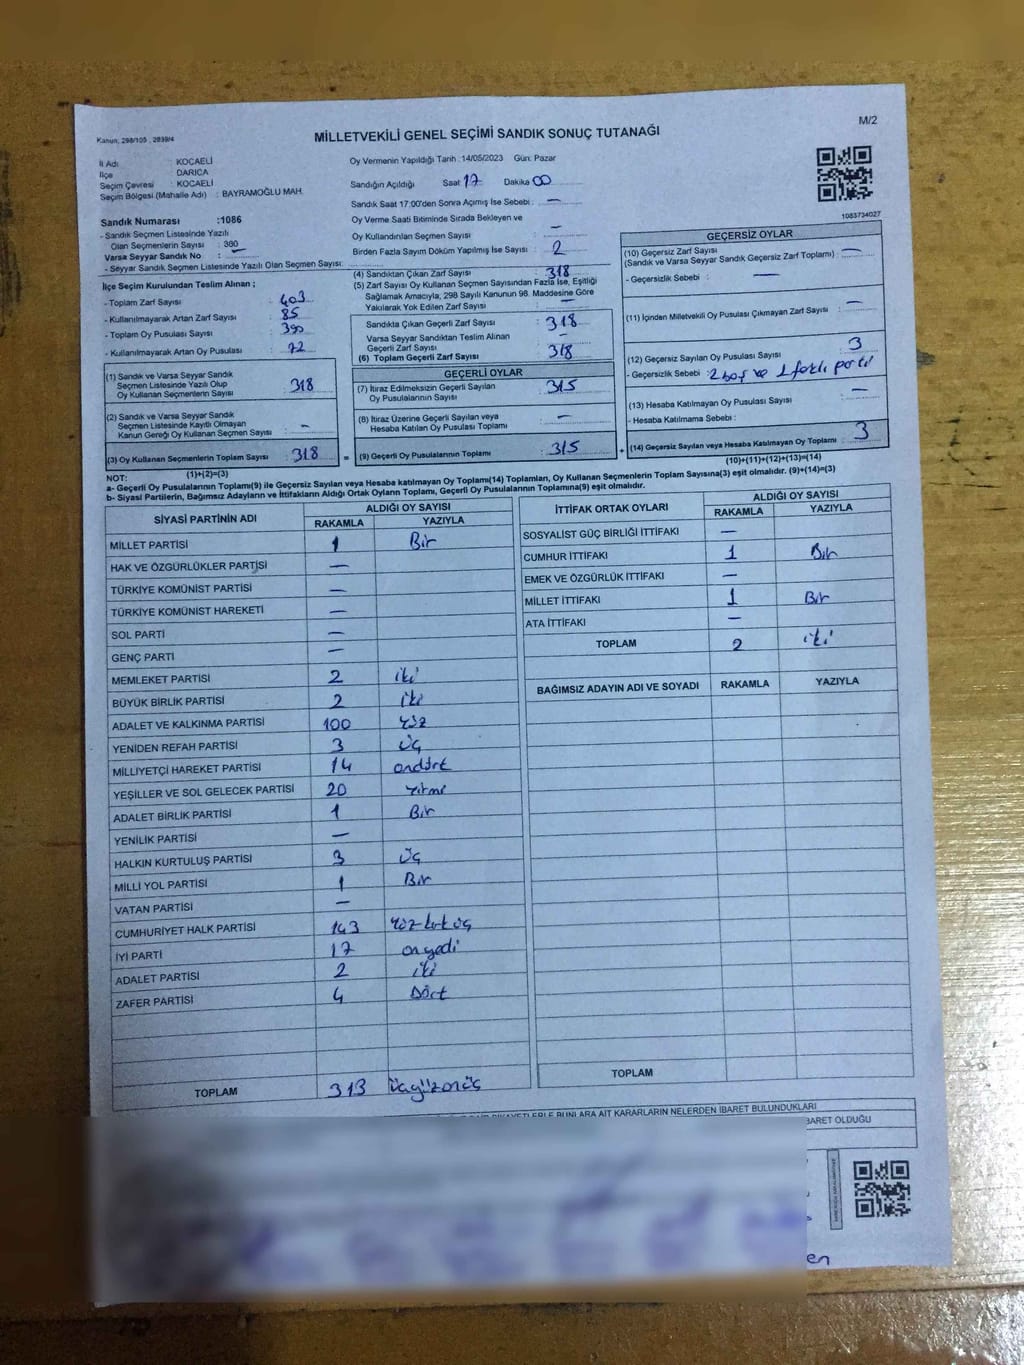 M/2
Kanun: 298/105 , 2839/4
MİLLETVEKİLİ GENEL SEÇİMİ SANDIK SONUÇ TUTANAĞI
İl Adı : KOCAELİ
İlçe : DARICA
Seçim Çevresi : KOCAELİ
Seçim Bölgesi (Mahalle Adı) : BAYRAMOĞLU MAH.
Oy Vermenin Yapıldığı Tarih :14/05/2023 Gün: Pazar
Sandığın Açıldığı Saat 17 Dakika 00
Sandık Saat 17:00'den Sonra Açılmış İse Sebebi : —
Oy Verme Saati Bitiminde Sırada Bekleyen ve
Oy Kullandırılan Seçmen Sayısı : —
Birden Fazla Sayım Döküm Yapılmış İse Sayısı : 2
1083734027
Sandık Numarası :1086
- Sandık Seçmen Listesinde Yazılı
Olan Seçmenlerin Sayısı : 380
Varsa Seyyar Sandık No : —
- Seyyar Sandık Seçmen Listesinde Yazılı Olan Seçmen Sayısı:
İlçe Seçim Kurulundan Teslim Alınan ;
- Toplam Zarf Sayısı : 403
- Kullanılmayarak Artan Zarf Sayısı : 85
- Toplam Oy Pusulası Sayısı : 390
- Kullanılmayarak Artan Oy Pusulası : 72
(1) Sandık ve Varsa Seyyar Sandık
Seçmen Listesinde Yazılı Olup
Oy Kullanan Seçmenlerin Sayısı : 318
(2) Sandık ve Varsa Seyyar Sandık
Seçmen Listesinde Kayıtlı Olmayan
Kanun Gereği Oy Kullanan Seçmen Sayısı : —
(3) Oy Kullanan Seçmenlerin Toplam Sayısı : 318
(1)+(2)=(3)
(4) Sandıktan Çıkan Zarf Sayısı : 318
(5) Zarf Sayısı Oy Kullanan Seçmen Sayısından Fazla İse, Eşitliği
Sağlamak Amacıyla, 298 Sayılı Kanunun 98. Maddesine Göre
Yakılarak Yok Edilen Zarf Sayısı : —
Sandıkta Çıkan Geçerli Zarf Sayısı : 318
Varsa Seyyar Sandıktan Teslim Alınan
Geçerli Zarf Sayısı : —
(6) Toplam Geçerli Zarf Sayısı : 318
GEÇERLİ OYLAR
(7) İtiraz Edilmeksizin Geçerli Sayılan
Oy Pusulasının Sayısı : 315
(8) İtiraz Üzerine Geçerli Sayılan veya
Hesaba Katılan Oy Pusulası Toplamı : —
= (9) Geçerli Oy Pusulalarının Toplamı : 315
GEÇERSİZ OYLAR
(10) Geçersiz Zarf Sayısı : —
(Sandık ve Varsa Seyyar Sandık Geçersiz Zarf Toplamı)
- Geçersizlik Sebebi : —
(11) İçinden Milletvekili Oy Pusulası Çıkmayan Zarf Sayısı : —
(12) Geçersiz Sayılan Oy Pusulası Sayısı : 3
- Geçersizlik Sebebi : 2 boş ve 1 farklı parti
(13) Hesaba Katılmayan Oy Pusulası Sayısı : —
- Hesaba Katılmama Sebebi :
+ (14) Geçersiz Sayılan veya Hesaba Katılmayan Oy Toplamı : 3
(10)+(11)+(12)+(13)=(14)
NOT:
a- Geçerli Oy Pusulalarının Toplamı(9) ile Geçersiz Sayılan veya Hesaba katılmayan Oy Toplamı(14) Toplamları, Oy Kullanan Seçmenlerin Toplam Sayısına(3) eşit olmalıdır. (9)+(14)=(3)
b- Siyasi Partilerin, Bağımsız Adayların ve İttifakların Aldığı Ortak Oyların Toplamı, Geçerli Oy Pusulalarının Toplamına(9) eşit olmalıdır.
SİYASİ PARTİNİN ADI ALDIĞI OY SAYISI
RAKAMLA YAZIYLA
MİLLET PARTİSİ 1 Bir
HAK VE ÖZGÜRLÜKLER PARTİSİ —
TÜRKİYE KOMÜNİST PARTİSİ —
TÜRKİYE KOMÜNİST HAREKETİ —
SOL PARTİ —
GENÇ PARTİ —
MEMLEKET PARTİSİ 2 iki
BÜYÜK BİRLİK PARTİSİ 2 iki
ADALET VE KALKINMA PARTİSİ 100 Yüz
YENİDEN REFAH PARTİSİ 3 üç
MİLLİYETÇİ HAREKET PARTİSİ 14 ondört
YEŞİLLER VE SOL GELECEK PARTİSİ 20 Yirmi
ADALET BİRLİK PARTİSİ 1 Bir
YENİLİK PARTİSİ —
HALKIN KURTULUŞ PARTİSİ 3 üç
MİLLİ YOL PARTİSİ 1 Bir
VATAN PARTİSİ —
CUMHURİYET HALK PARTİSİ 143 Yüz kırk üç
İYİ PARTİ 17 on yedi
ADALET PARTİSİ 2 iki
ZAFER PARTİSİ 4 Dört
TOPLAM 313 üçyüzonüç
İTTİFAK ORTAK OYLARI ALDIĞI OY SAYISI
RAKAMLA YAZIYLA
SOSYALİST GÜÇ BİRLİĞİ İTTİFAKI —
CUMHUR İTTİFAKI 1 Bir
EMEK VE ÖZGÜRLÜK İTTİFAKI —
MİLLET İTTİFAKI 1 Bir
ATA İTTİFAKI —
TOPLAM 2 iki
BAĞIMSIZ ADAYIN ADI VE SOYADI RAKAMLA YAZIYLA
TOPLAM
ŞİKAYETLERLE BUNLARA AİT KARARLARIN NELERDEN İBARET BULUNDUKLARI
BARET OLDUĞU
en